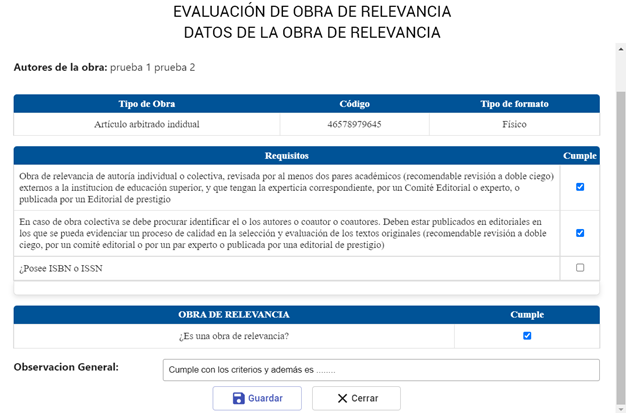 EVALUACIÓN DE OBRA DE RELEVANCIA
DATOS DE LA OBRA DE RELEVANCIA
Autores de la obra: prueba 1 prueba 2
Tipo de Obra Código Tipo de formato
Artículo arbitrado indidual 46578979645 Físico
Requisitos Cumple
Obra de relevancia de autoría individual o colectiva, revisada por al menos dos pares académicos (recomendable revisión a doble ciego)
externos a la institucion de educación superior, y que tengan la experticia correspondiente, por un Comité Editorial o experto, o
publicada por un Editorial de prestigio
En caso de obra colectiva se debe procurar identificar el o los autores o coautor o coautores. Deben estar publicados en editoriales en
los que se pueda evidenciar un proceso de calidad en la selección y evaluación de los textos originales (recomendable revisión a doble
ciego, por un comité editorial o por un par experto o publicada por una editorial de prestigio)
¿Posee ISBN o ISSN
OBRA DE RELEVANCIA Cumple
¿Es una obra de relevancia?
Observacion General: Cumple con los criterios y además es ........
Guardar Cerrar